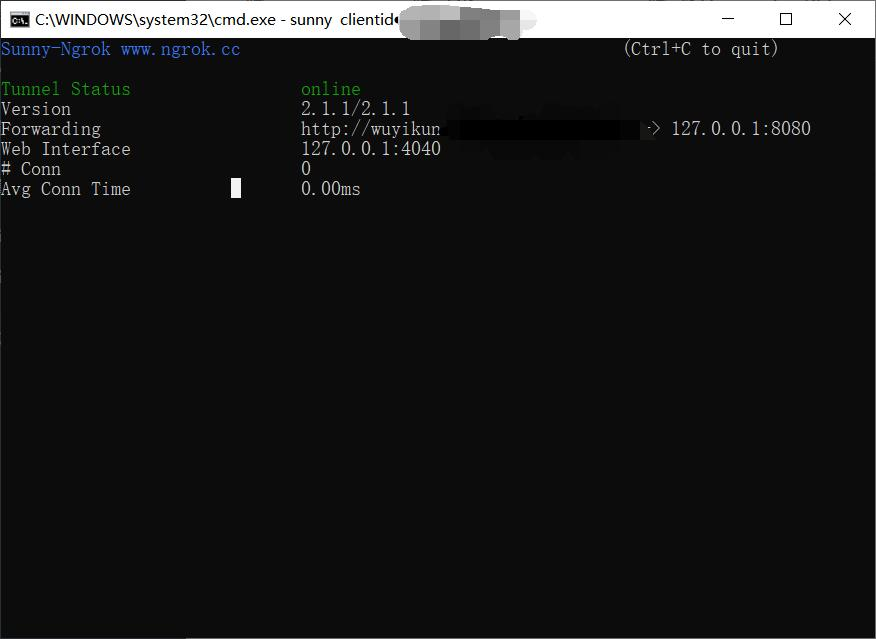 C:\WINDOWS\system32\cmd.exe - sunny clientid
Sunny-Ngrok www.ngrok.cc (Ctrl+C to quit)
Tunnel Status online
Version 2.1.1/2.1.1
Forwarding http://wuyikun -> 127.0.0.1:8080
Web Interface 127.0.0.1:4040
# Conn 0
Avg Conn Time 0.00ms